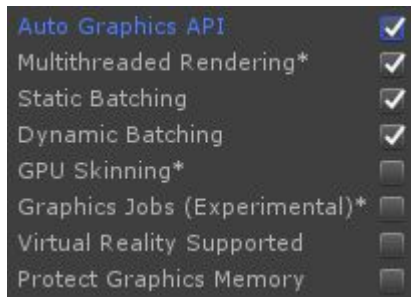 Auto Graphics API
Multithreaded Rendering*
Static Batching
Dynamic Batching
GPU Skinning*
Graphics Jobs (Experimental)*
Virtual Reality Supported
Protect Graphics Memory